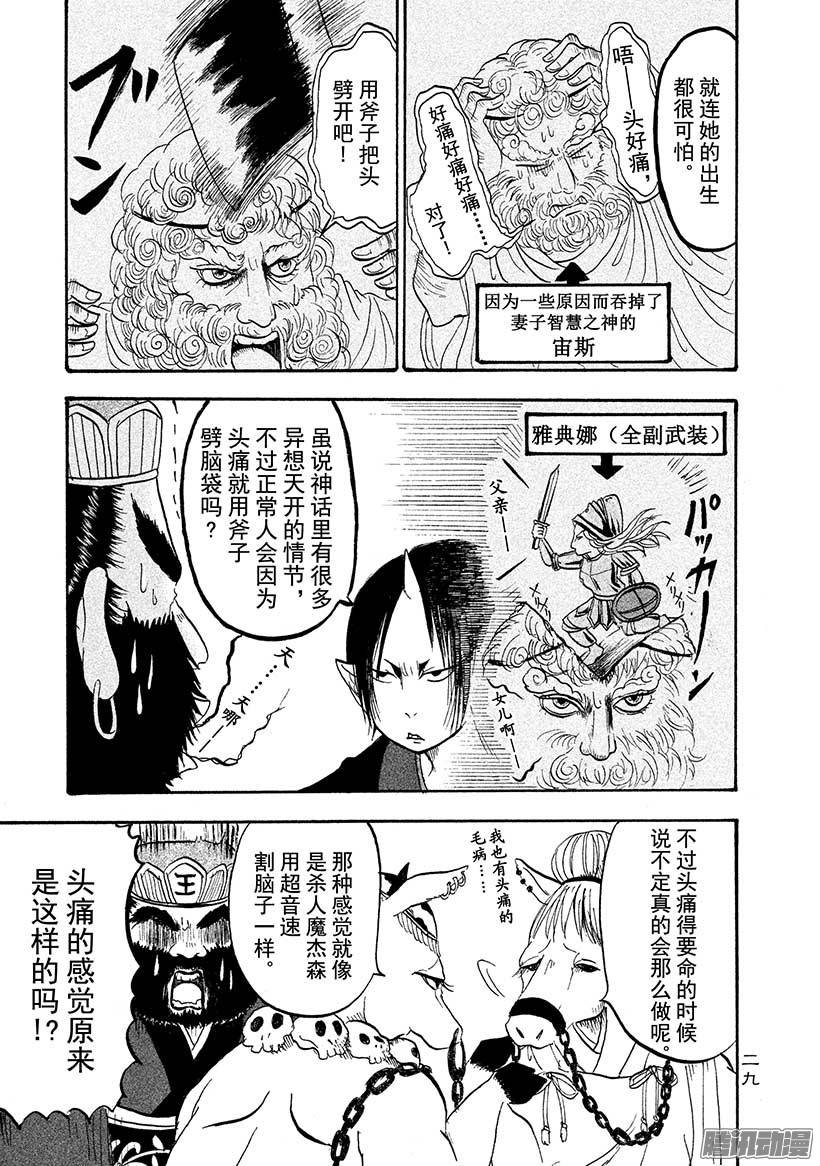 就连她的出生
都很可怕。
唔——
头好痛，
好痛好痛好痛……
对了！
因为一些原因而吞掉了
妻子智慧之神的
宙斯
用斧子把头
劈开吧！
ブン
雅典娜（全副武装）
父亲——
パッカーン
メリッ
メリッ
女儿啊——
虽说神话里有很多
异想天开的情节，
不过正常人会因为
头痛就用斧子
劈脑袋吗？
天……
天哪——
不过头痛得要命的时候
说不定真的会那么做呢。
我也有头痛的
毛病……
那种感觉就像
是杀人魔杰森
用超音速
割脑子一样。
王
头痛的感觉原来
是这样的吗！？
二九
腾讯动漫